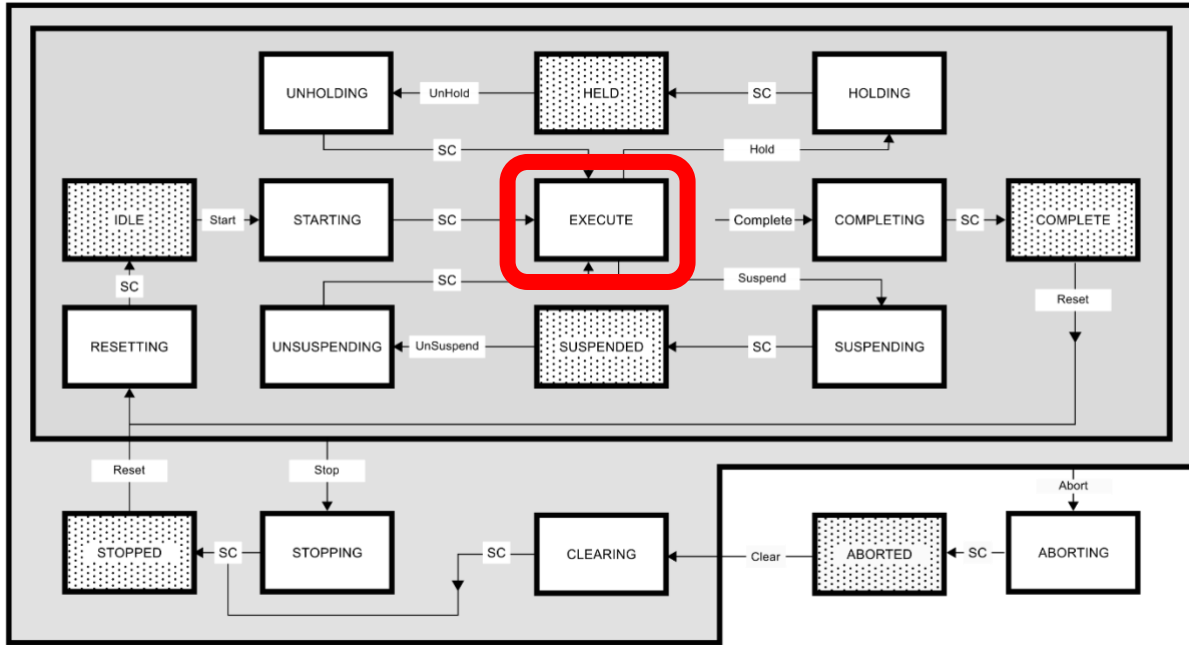 UNHOLDING
UnHold
HELD
SC
HOLDING
SC
Hold
IDLE
Start
STARTING
SC
EXECUTE
Complete
COMPLETING
SC
COMPLETE
SC
SC
Suspend
Reset
RESETTING
UNSUSPENDING
UnSuspend
SUSPENDED
SC
SUSPENDING
Reset
Stop
Abort
STOPPED
SC
STOPPING
SC
CLEARING
Clear
ABORTED
SC
ABORTING